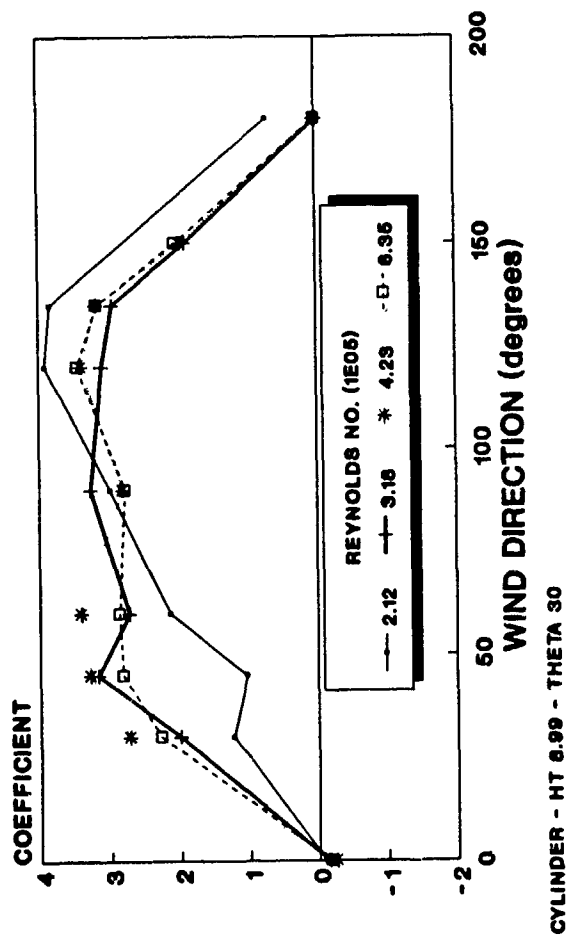 COEFFICIENT
4
3
2
1
0
-1
-2
0 50 100 150 200
WIND DIRECTION (degrees)
REYNOLDS NO. (1E05)
2.12 3.18 4.23 6.35
CYLINDER - HT 8.99 - THETA 30